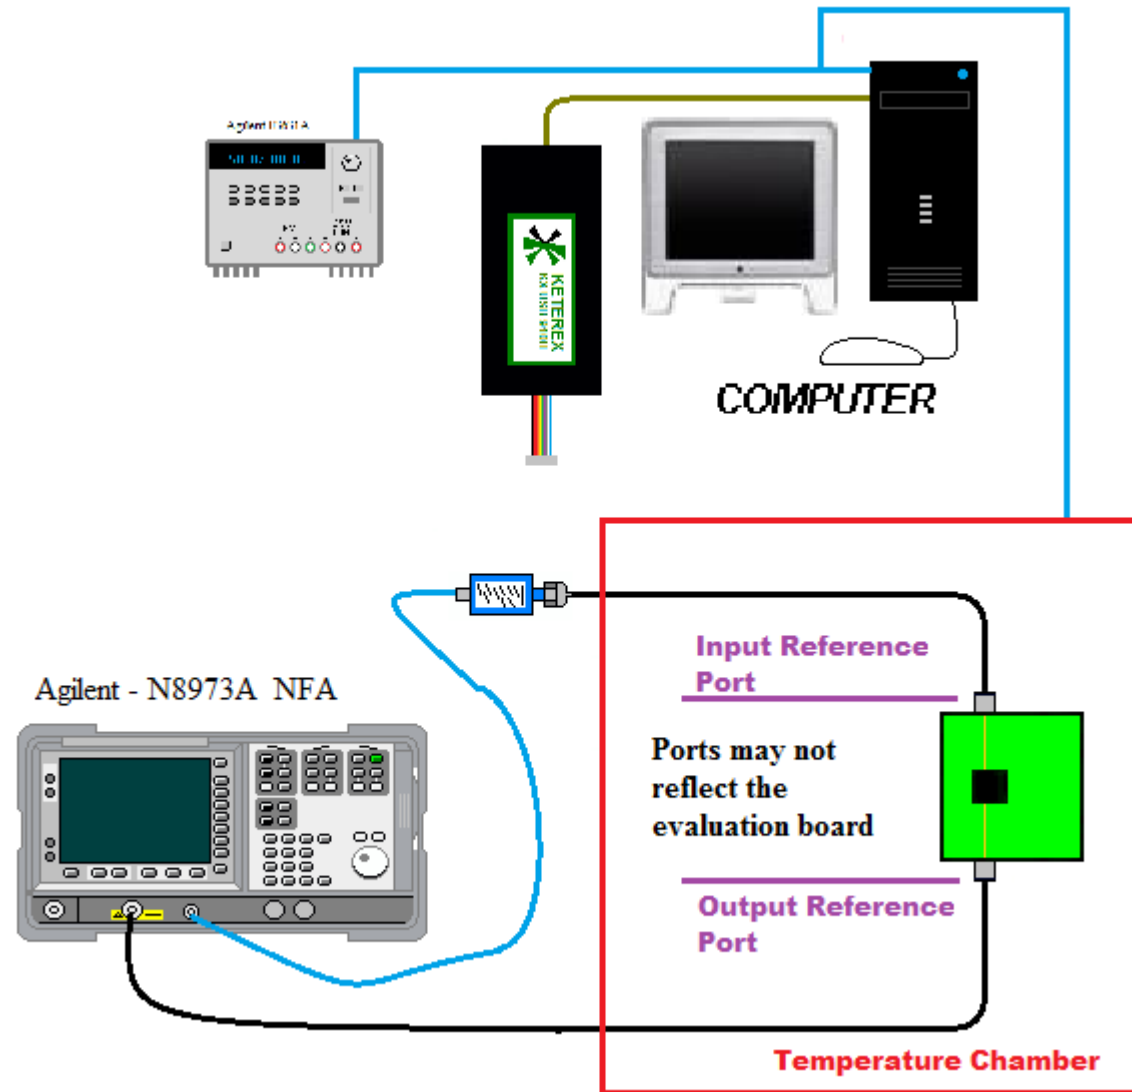 Agilent
KETEREX
COMPUTER
Agilent - N8973A NFA
Input Reference
Port
Ports may not
reflect the
evaluation board
Output Reference
Port
Temperature Chamber